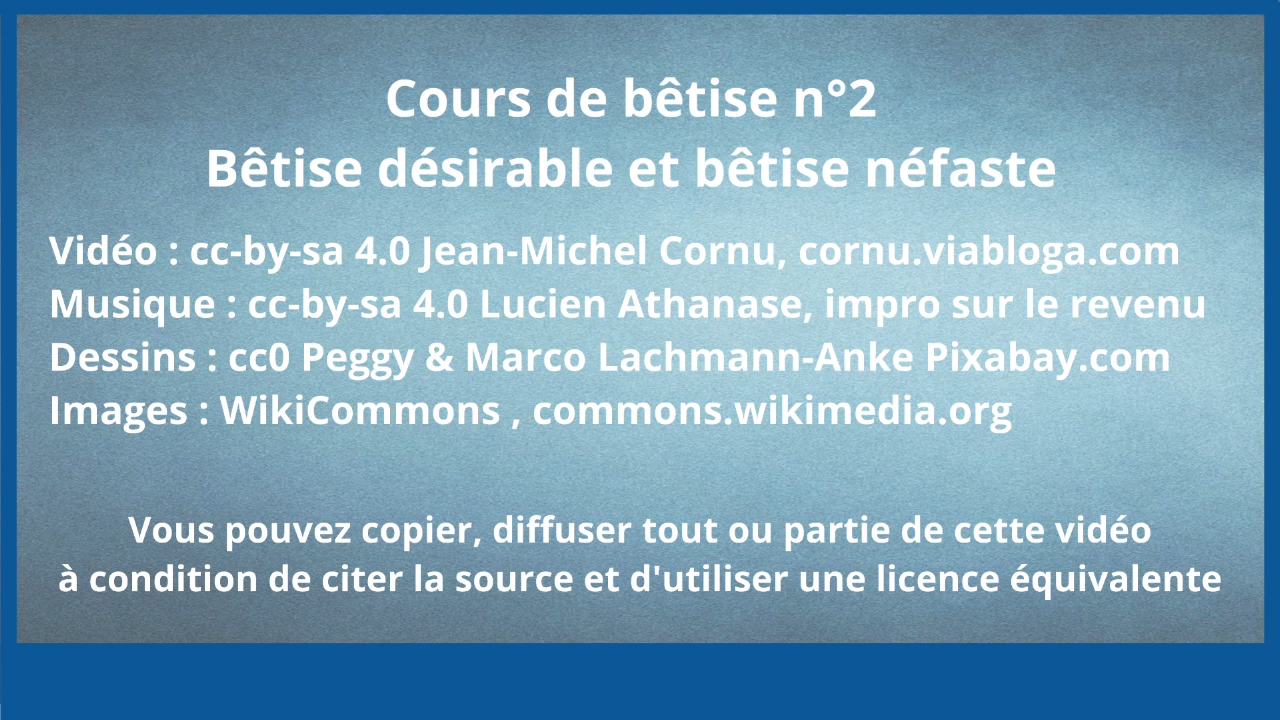 Cours de bêtise n°2
Bêtise désirable et bêtise néfaste
Vidéo : cc-by-sa 4.0 Jean-Michel Cornu, cornu.viabloga.com
Musique : cc-by-sa 4.0 Lucien Athanase, impro sur le revenu
Dessins : cc0 Peggy & Marco Lachmann-Anke Pixabay.com
Images : WikiCommons , commons.wikimedia.org
Vous pouvez copier, diffuser tout ou partie de cette vidéo
à condition de citer la source et d'utiliser une licence équivalente